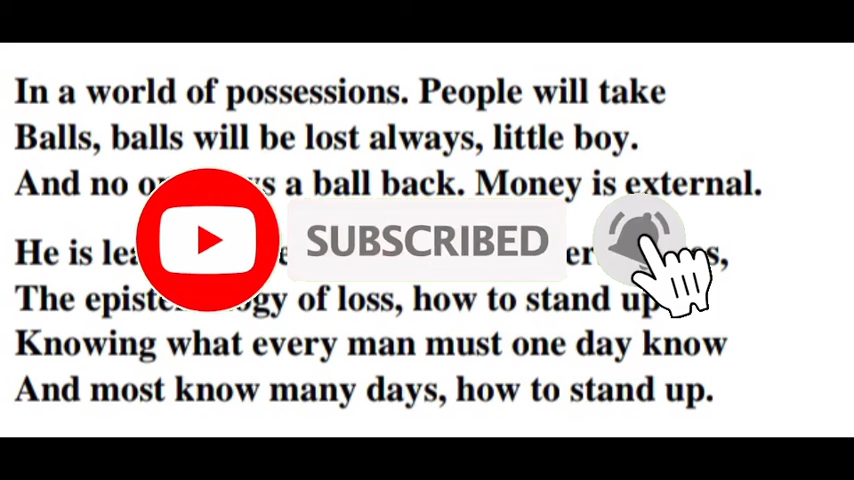 In a world of possessions. People will take
Balls, balls will be lost always, little boy.
And no a ball back. Money is external.
He is
SUBSCRIBED
The of loss, how to stand
Knowing what every man must one day know
And most know many days, how to stand up.